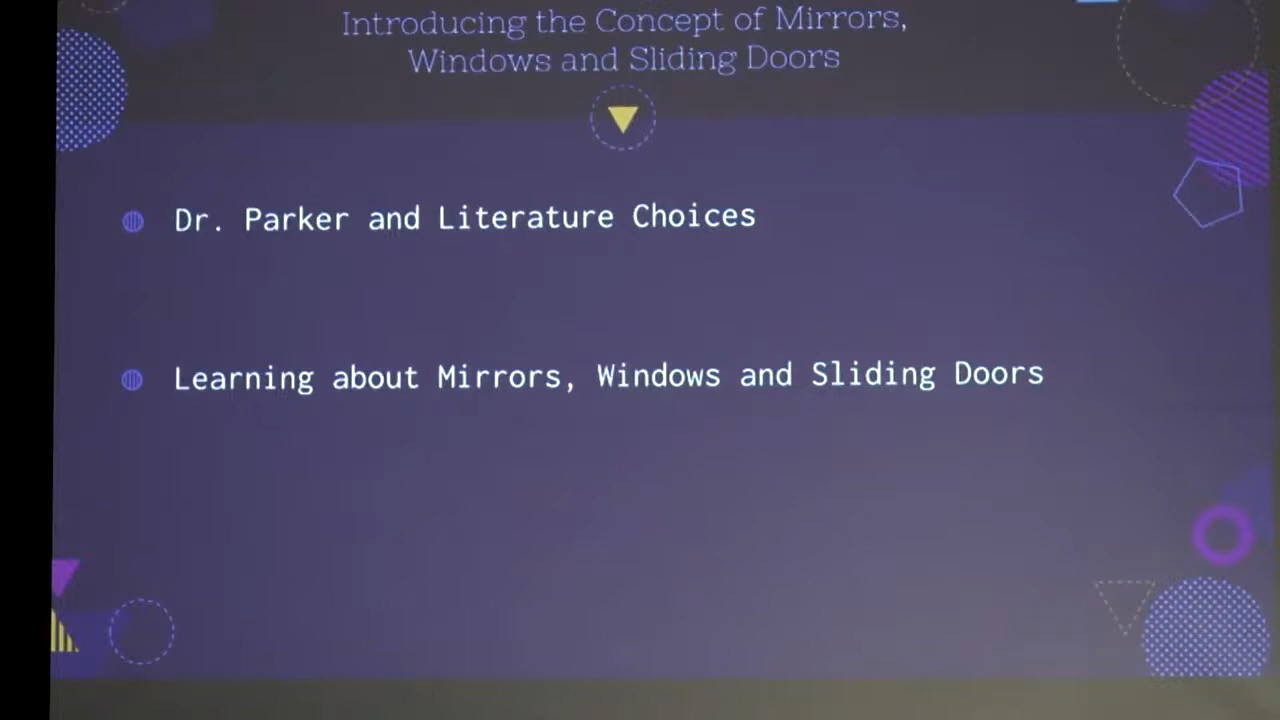 Introducing the Concept of Mirrors,
Windows and Sliding Doors
Dr. Parker and Literature Choices
Learning about Mirrors, Windows and Sliding Doors